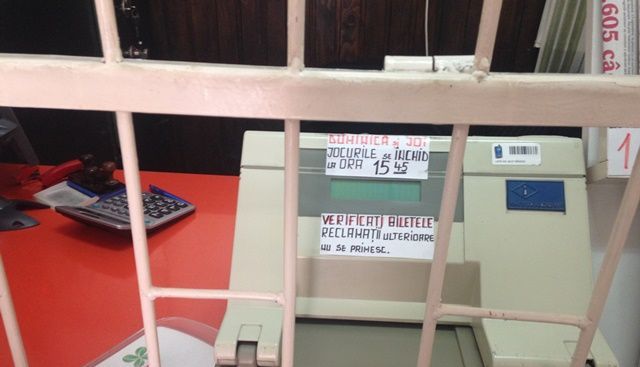 DUMINICA și JOI
JOCURILE SE ÎNCHID
LA ORA 15 45
VERIFICAȚI BILETELE
RECLAMAȚII ULTERIOARE
NU SE PRIMESC.
605 câ
1